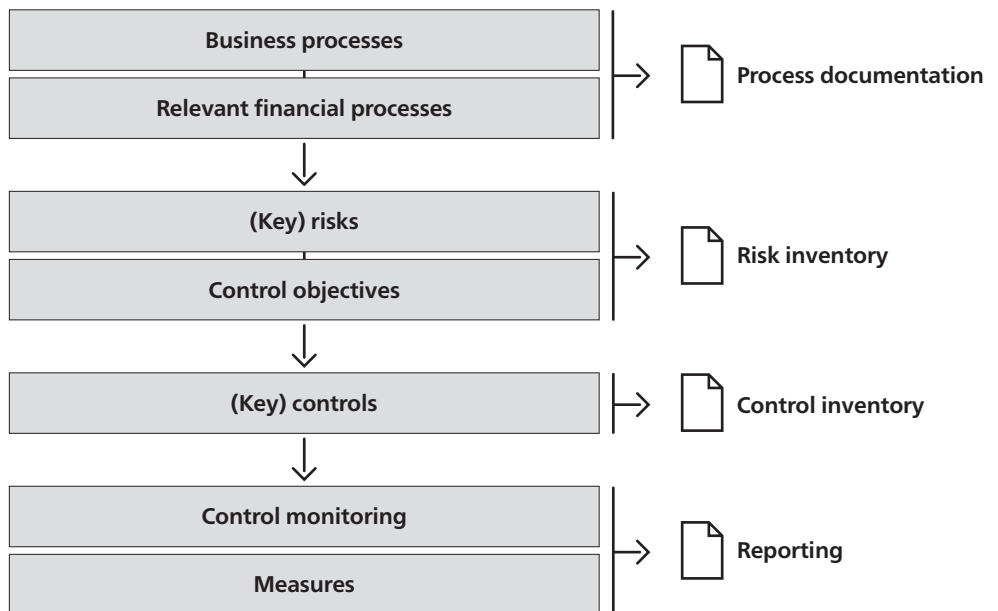 Business processes
Relevant financial processes
Process documentation
(Key) risks
Control objectives
Risk inventory
(Key) controls
Control inventory
Control monitoring
Measures
Reporting